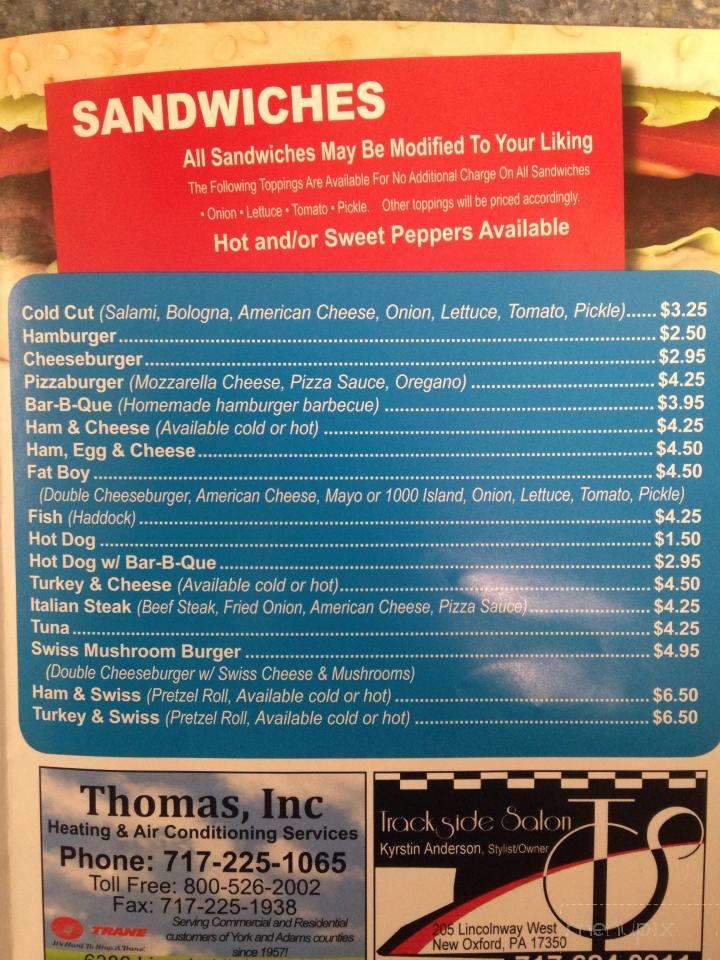 SANDWICHES
All Sandwiches May Be Modified To Your Liking
The Following Toppings Are Available For No Additional Charge On All Sandwiches
• Onion • Lettuce • Tomato • Pickle. Other toppings will be priced accordingly.
Hot and/or Sweet Peppers Available
Cold Cut (Salami, Bologna, American Cheese, Onion, Lettuce, Tomato, Pickle)...... $3.25
Hamburger........ $2.50
Cheeseburger........ $2.95
Pizzaburger (Mozzarella Cheese, Pizza Sauce, Oregano) ........ $4.25
Bar-B-Que (Homemade hamburger barbecue) ........ $3.95
Ham & Cheese (Available cold or hot) ........ $4.25
Ham, Egg & Cheese........ $4.50
Fat Boy ........ $4.50
(Double Cheeseburger, American Cheese, Mayo or 1000 Island, Onion, Lettuce, Tomato, Pickle)
Fish (Haddock) ........ $4.25
Hot Dog ........ $1.50
Hot Dog w/ Bar-B-Que ........ $2.95
Turkey & Cheese (Available cold or hot)........ $4.50
Italian Steak (Beef Steak, Fried Onion, American Cheese, Pizza Sauce)........ $4.25
Tuna ........ $4.25
Swiss Mushroom Burger ........ $4.95
(Double Cheeseburger w/ Swiss Cheese & Mushrooms)
Ham & Swiss (Pretzel Roll, Available cold or hot) ........ $6.50
Turkey & Swiss (Pretzel Roll, Available cold or hot) ........ $6.50
Thomas, Inc
Heating & Air Conditioning Services
Phone: 717-225-1065
Toll Free: 800-526-2002
Fax: 717-225-1938
Serving Commercial and Residential
customers of York and Adams counties
since 1957!
TRANE
It's Hard To Stop A Trane.
Trackside Salon
Kyrstin Anderson, Stylist/Owner
TS
205 Lincolnway West
New Oxford, PA 17350
menupix